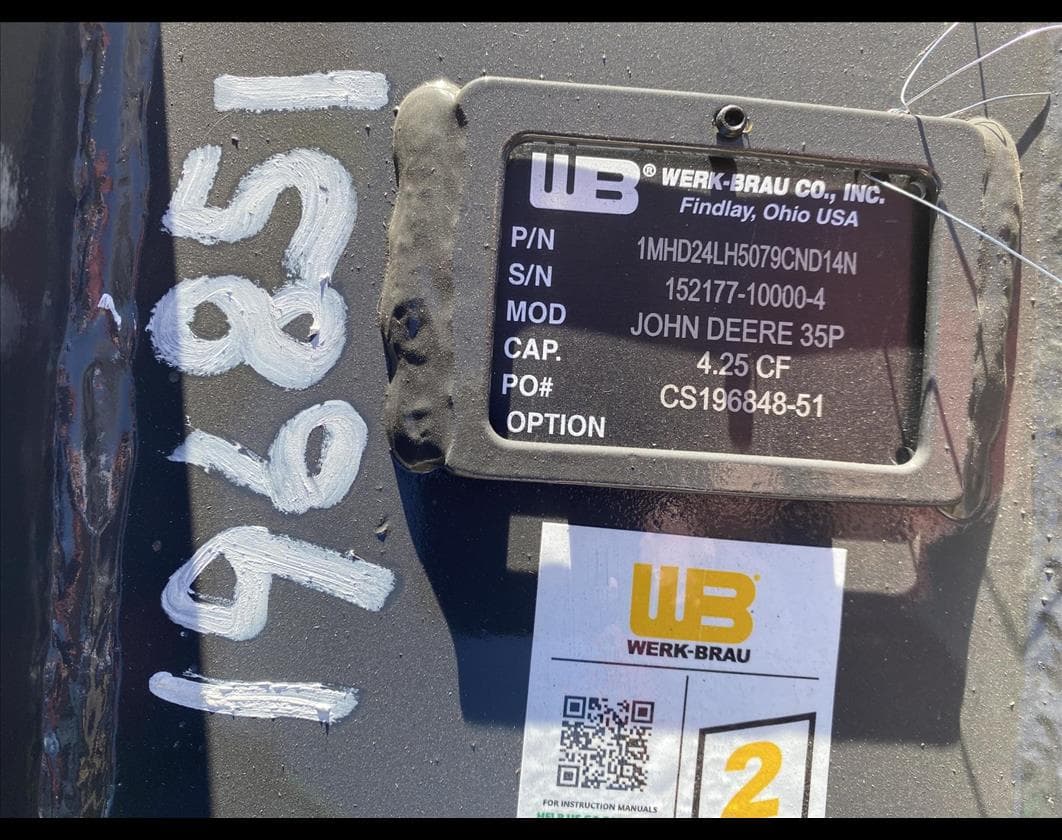 196851
WB® WERK-BRAU CO., INC.
Findlay, Ohio USA
P/N 1MHD24LH5079CND14N
S/N 152177-10000-4
MOD JOHN DEERE 35P
CAP. 4.25 CF
PO# CS196848-51
OPTION
WB
WERK-BRAU
2
FOR INSTRUCTION MANUALS